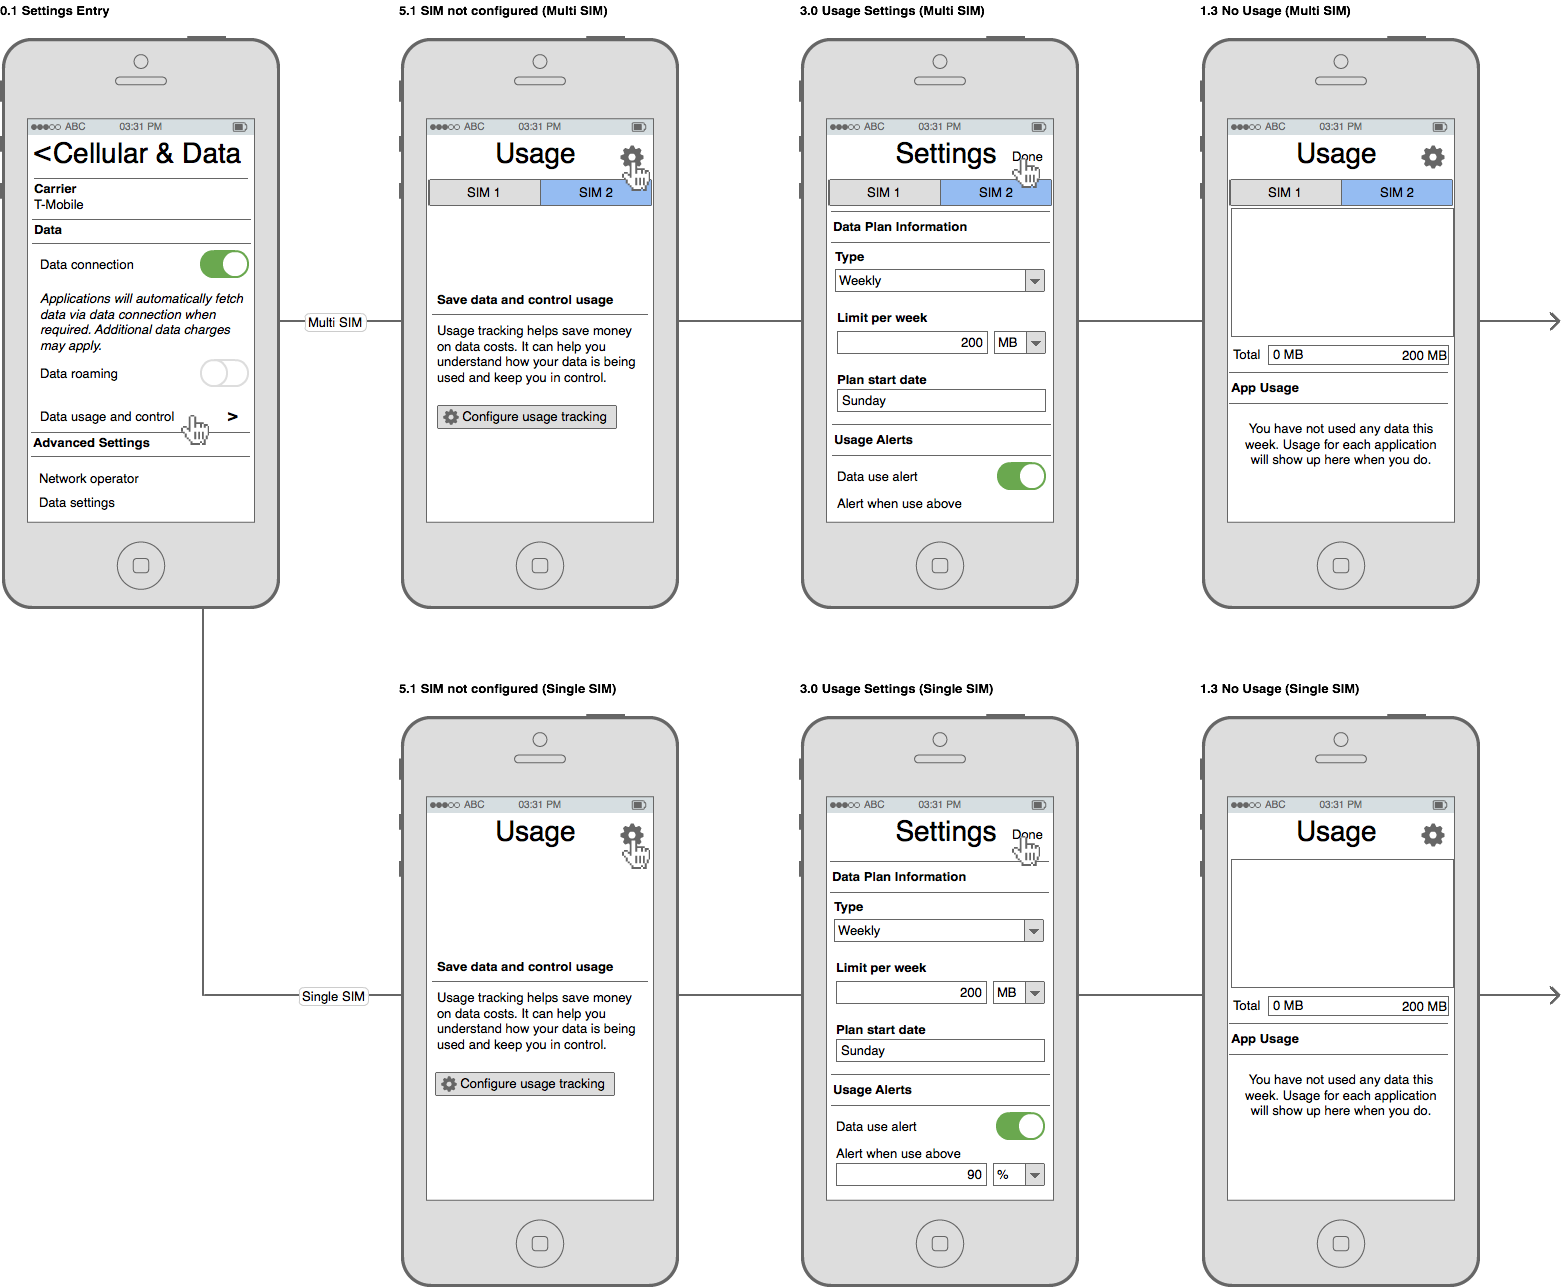 0.1 Settings Entry
ABC 03:31 PM
<Cellular & Data
Carrier
T-Mobile
Data
Data connection
Applications will automatically fetch
data via data connection when
required. Additional data charges
may apply.
Data roaming
Data usage and control >
Advanced Settings
Network operator
Data settings
Multi SIM
5.1 SIM not configured (Multi SIM)
ABC 03:31 PM
Usage
SIM 1 SIM 2
Save data and control usage
Usage tracking helps save money
on data costs. It can help you
understand how your data is being
used and keep you in control.
Configure usage tracking
3.0 Usage Settings (Multi SIM)
ABC 03:31 PM
Settings Done
SIM 1 SIM 2
Data Plan Information
Type
Weekly
Limit per week
200 MB
Plan start date
Sunday
Usage Alerts
Data use alert
Alert when use above
1.3 No Usage (Multi SIM)
ABC 03:31 PM
Usage
SIM 1 SIM 2
Total 0 MB 200 MB
App Usage
You have not used any data this
week. Usage for each application
will show up here when you do.
Single SIM
5.1 SIM not configured (Single SIM)
ABC 03:31 PM
Usage
Save data and control usage
Usage tracking helps save money
on data costs. It can help you
understand how your data is being
used and keep you in control.
Configure usage tracking
3.0 Usage Settings (Single SIM)
ABC 03:31 PM
Settings Done
Data Plan Information
Type
Weekly
Limit per week
200 MB
Plan start date
Sunday
Usage Alerts
Data use alert
Alert when use above
90 %
1.3 No Usage (Single SIM)
ABC 03:31 PM
Usage
Total 0 MB 200 MB
App Usage
You have not used any data this
week. Usage for each application
will show up here when you do.